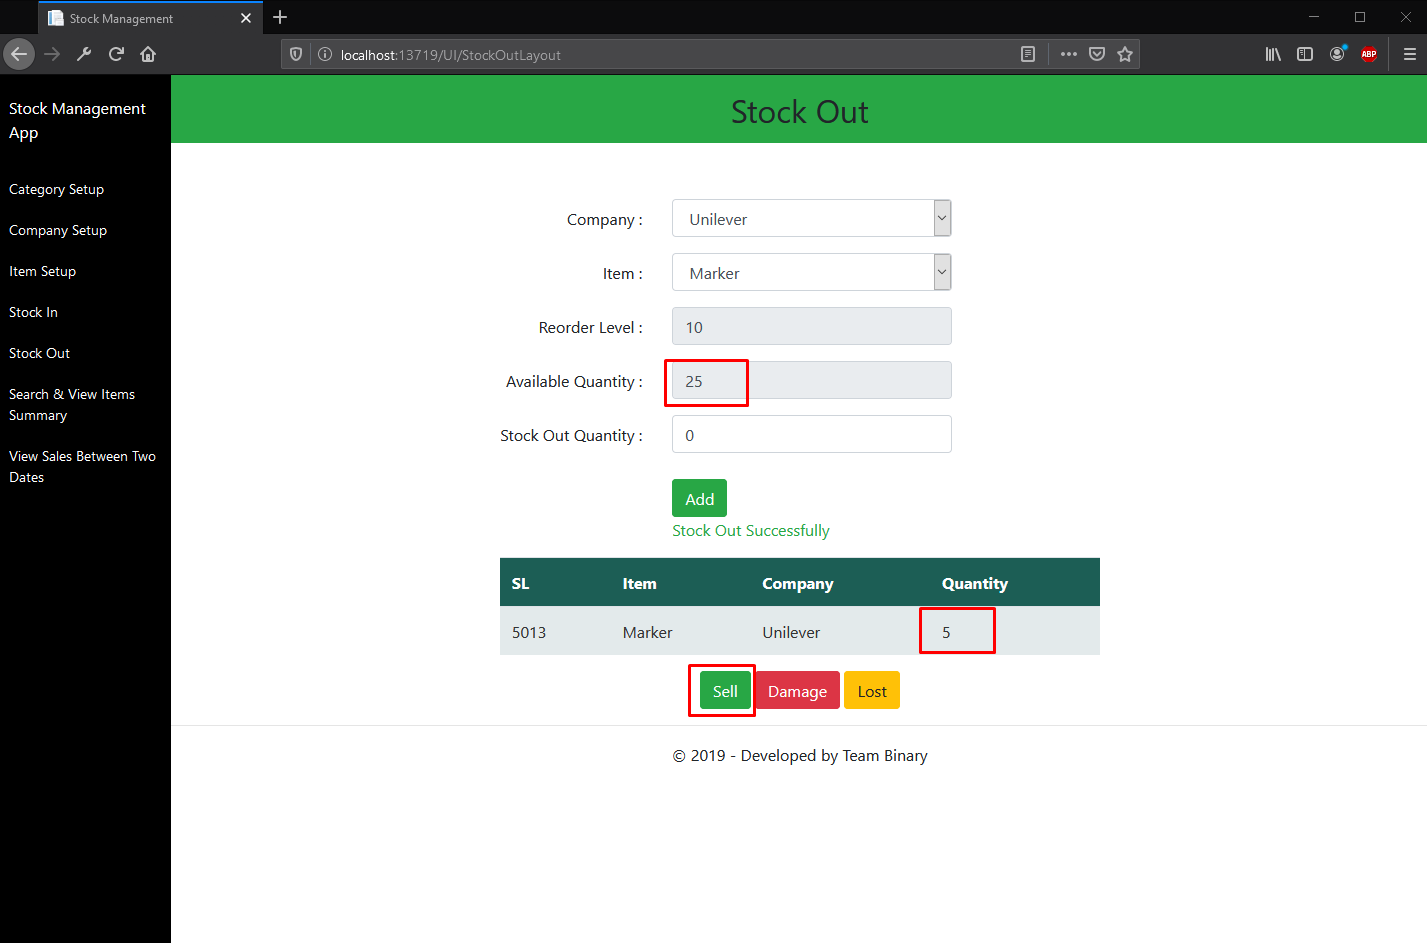 Stock Management
localhost:13719/UI/StockOutLayout
ABP
Stock Management
App
Category Setup
Company Setup
Item Setup
Stock In
Stock Out
Search & View Items
Summary
View Sales Between Two
Dates
Stock Out
Company : Unilever
Item : Marker
Reorder Level : 10
Available Quantity : 25
Stock Out Quantity : 0
Add
Stock Out Successfully
SL Item Company Quantity
5013 Marker Unilever 5
Sell Damage Lost
© 2019 - Developed by Team Binary